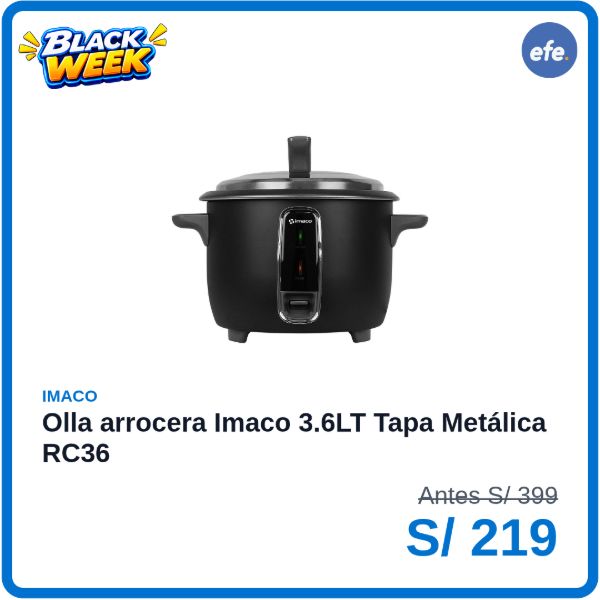 BLACK
WEEK
efe.
imaco
IMACO
Olla arrocera Imaco 3.6LT Tapa Metálica
RC36
Antes S/ 399
S/ 219